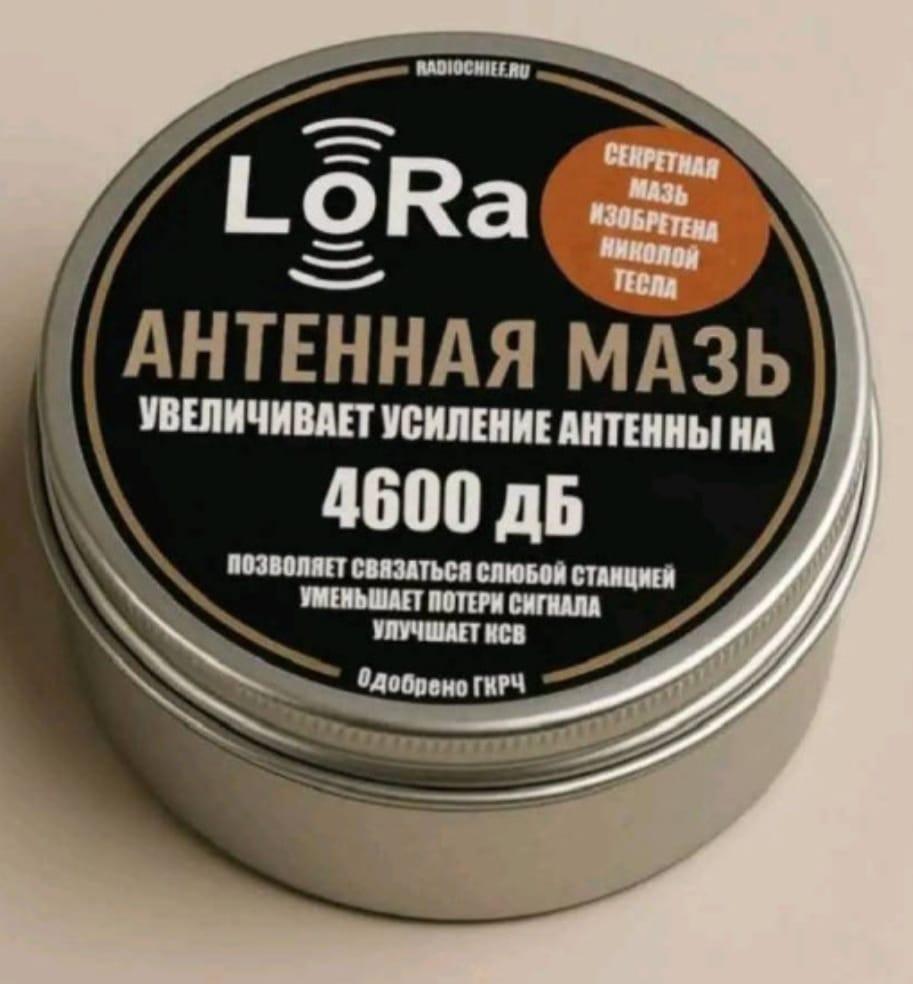 RADIOCHIEF.RU
LoRa
СЕКРЕТНАЯ
МАЗЬ
ИЗОБРЕТЕНА
НИКОЛОЙ
ТЕСЛА
АНТЕННАЯ МАЗЬ
УВЕЛИЧИВАЕТ УСИЛЕНИЕ АНТЕННЫ НА
4600 дБ
ПОЗВОЛЯЕТ СВЯЗАТЬСЯ СЛЮБОЙ СТАНЦИЕЙ
УМЕНЬШАЕТ ПОТЕРИ СИГНАЛА
УЛУЧШАЕТ КСВ
Одобрено ГКРЧ